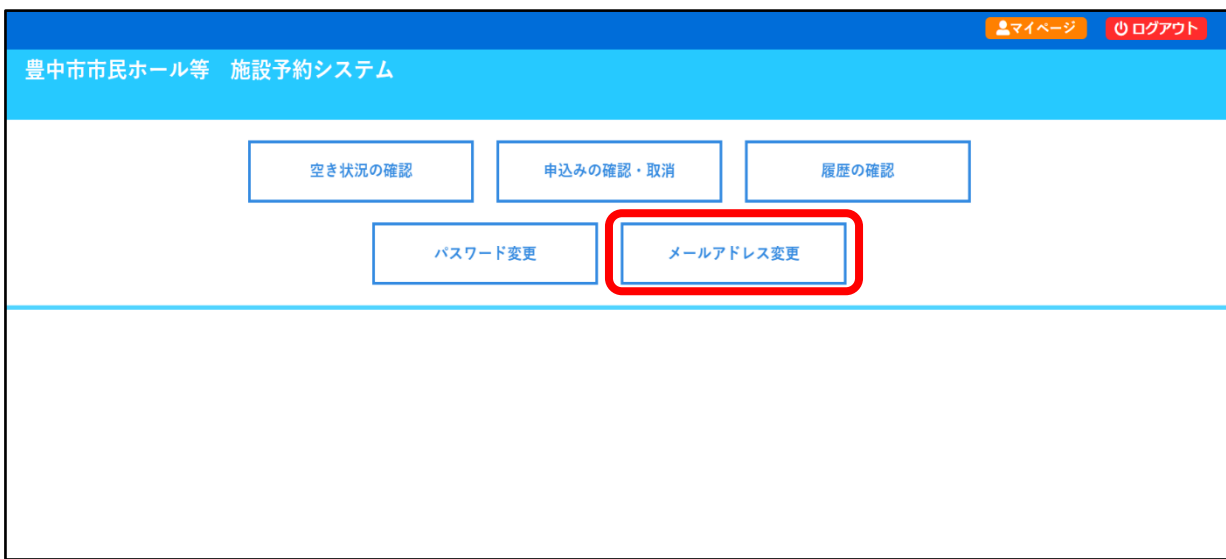 マイページ ログアウト
豊中市市民ホール等　施設予約システム
空き状況の確認 申込みの確認・取消 履歴の確認
パスワード変更 メールアドレス変更